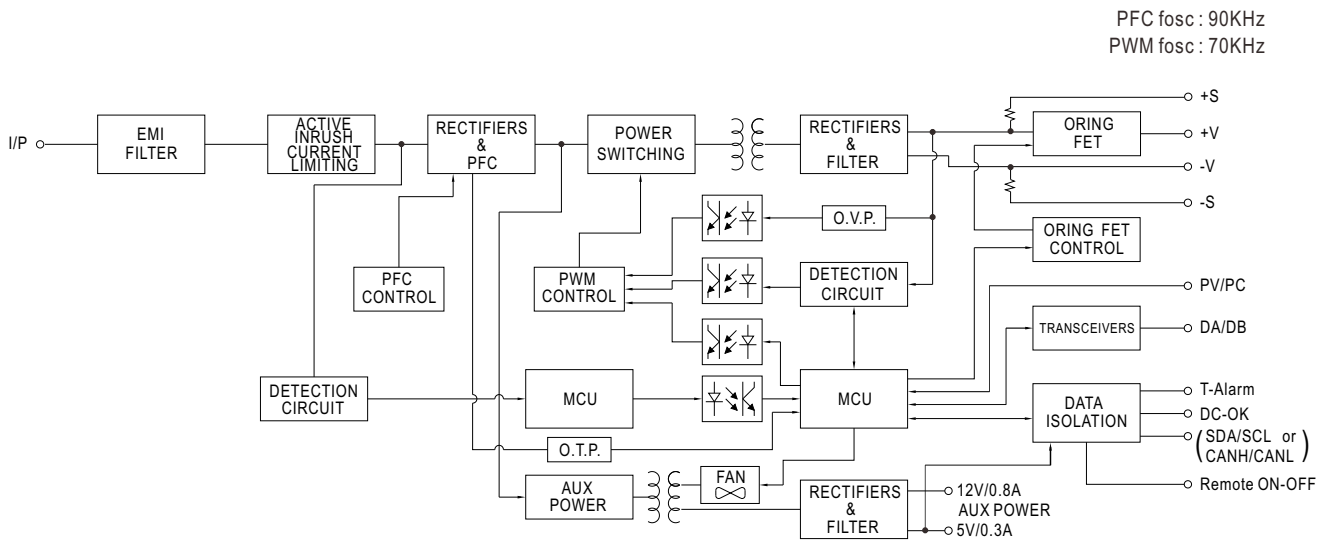 PFC fosc : 90KHz
PWM fosc : 70KHz
I/P
EMI
FILTER
ACTIVE
INRUSH
CURRENT
LIMITING
RECTIFIERS
&
PFC
POWER
SWITCHING
RECTIFIERS
&
FILTER
ORING
FET
+S
+V
-V
-S
O.V.P.
ORING FET
CONTROL
PFC
CONTROL
PWM
CONTROL
DETECTION
CIRCUIT
PV/PC
TRANSCEIVERS
DA/DB
DETECTION
CIRCUIT
MCU
MCU
DATA
ISOLATION
T-Alarm
DC-OK
(SDA/SCL or
CANH/CANL)
Remote ON-OFF
O.T.P.
AUX
POWER
FAN
RECTIFIERS
&
FILTER
12V/0.8A
AUX POWER
5V/0.3A